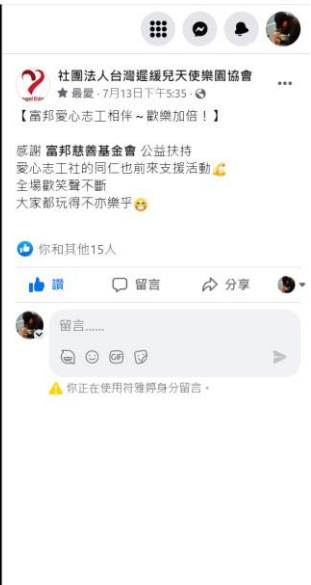 社團法人台灣遲緩兒天使樂園協會
最愛 · 7月13日下午5:35 ·
【富邦愛心志工相伴～歡樂加倍！】
感謝 富邦慈善基金會 公益扶持
愛心志工社的同仁也前來支援活動
全場歡笑聲不斷
大家都玩得不亦樂乎
你和其他15人
讚 留言 分享
留言……
GIF
你正在使用符雅婷身分留言。